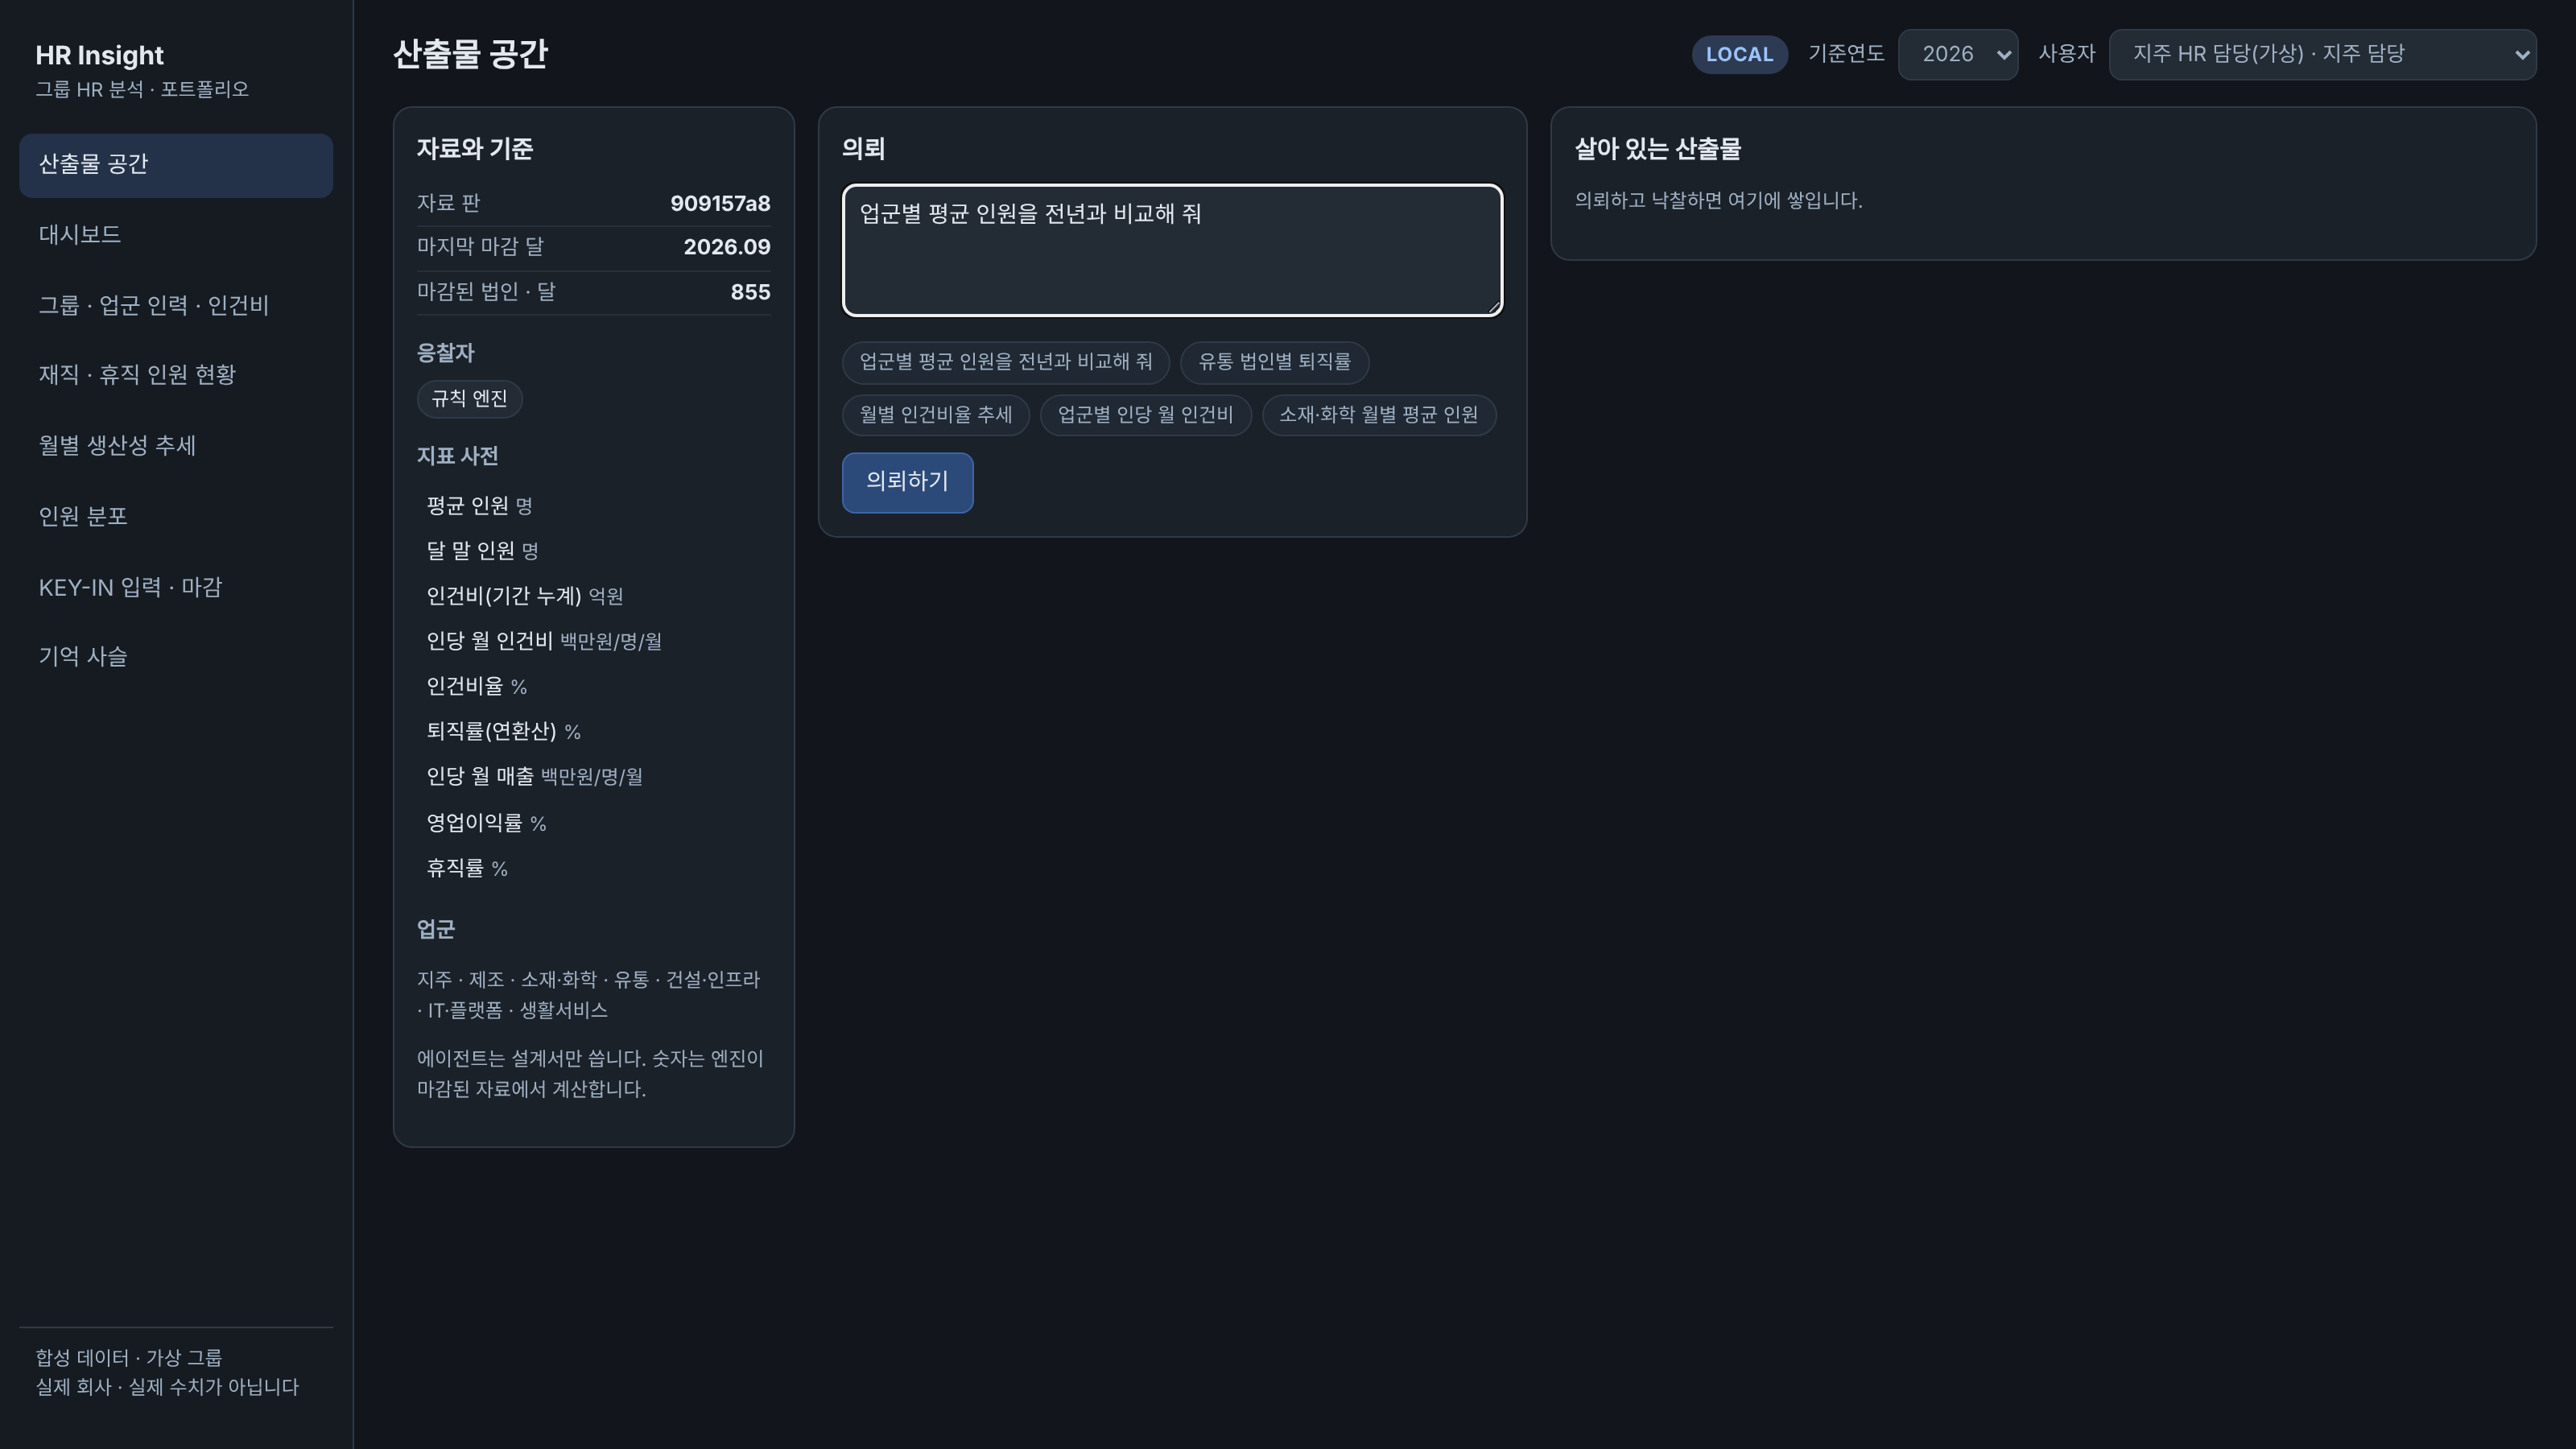 HR Insight
그룹 HR 분석 · 포트폴리오
산출물 공간
대시보드
그룹 · 업군 인력 · 인건비
재직 · 휴직 인원 현황
월별 생산성 추세
인원 분포
KEY-IN 입력 · 마감
기억 사슬
합성 데이터 · 가상 그룹
실제 회사 · 실제 수치가 아닙니다
산출물 공간
LOCAL 기준연도 2026 사용자 지주 HR 담당(가상) · 지주 담당
자료와 기준
자료 판 909157a8
마지막 마감 달 2026.09
마감된 법인 · 달 855
응찰자
규칙 엔진
지표 사전
평균 인원 명
달 말 인원 명
인건비(기간 누계) 억원
인당 월 인건비 백만원/명/월
인건비율 %
퇴직률(연환산) %
인당 월 매출 백만원/명/월
영업이익률 %
휴직률 %
업군
지주 · 제조 · 소재·화학 · 유통 · 건설·인프라
· IT·플랫폼 · 생활서비스
에이전트는 설계서만 씁니다. 숫자는 엔진이
마감된 자료에서 계산합니다.
의뢰
업군별 평균 인원을 전년과 비교해 줘
업군별 평균 인원을 전년과 비교해 줘 유통 법인별 퇴직률
월별 인건비율 추세 업군별 인당 월 인건비 소재·화학 월별 평균 인원
의뢰하기
살아 있는 산출물
의뢰하고 낙찰하면 여기에 쌓입니다.